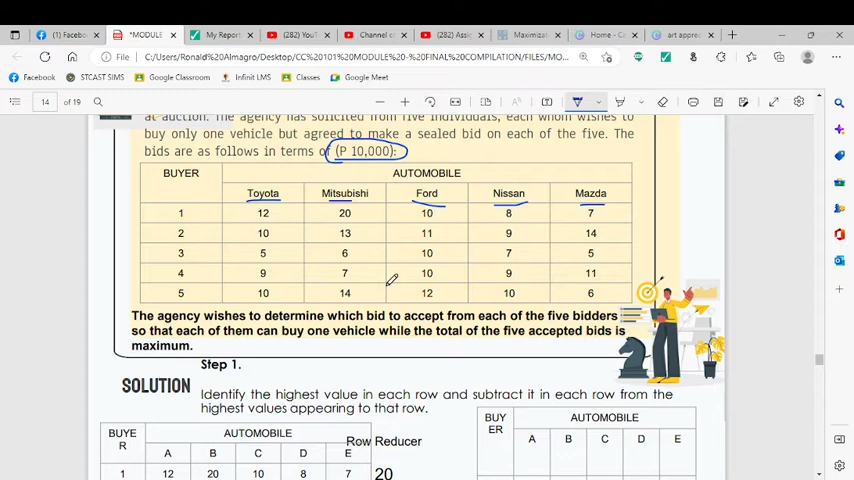 (1) Facebo
*MODULE
My Report
(282) YouT
Channel c
(282) Assig
Maximizat
Home - Ca
art apprec
File
C:/Users/Ronald%20Almagro/Desktop/CC%20101%20MODULE%20-%20FINAL%20COMPILATION/FILES/MO...
Facebook
STCAST SIMS
Google Classroom
Infinit LMS
Classes
Google Meet
14 of 19
at auction. The agency has solicited from five individuals, each whom wishes to
buy only one vehicle but agreed to make a sealed bid on each of the five. The
bids are as follows in terms of (P 10,000):
BUYER AUTOMOBILE
Toyota Mitsubishi Ford Nissan Mazda
1 12 20 10 8 7
2 10 13 11 9 14
3 5 6 10 7 5
4 9 7 10 9 11
5 10 14 12 10 6
The agency wishes to determine which bid to accept from each of the five bidders
so that each of them can buy one vehicle while the total of the five accepted bids is
maximum.
Step 1.
SOLUTION
Identify the highest value in each row and subtract it in each row from the
highest values appearing to that row.
BUYE
R
AUTOMOBILE
A B C D E
1 12 20 10 8 7
Row Reducer
20
BUY
ER
AUTOMOBILE
A B C D E